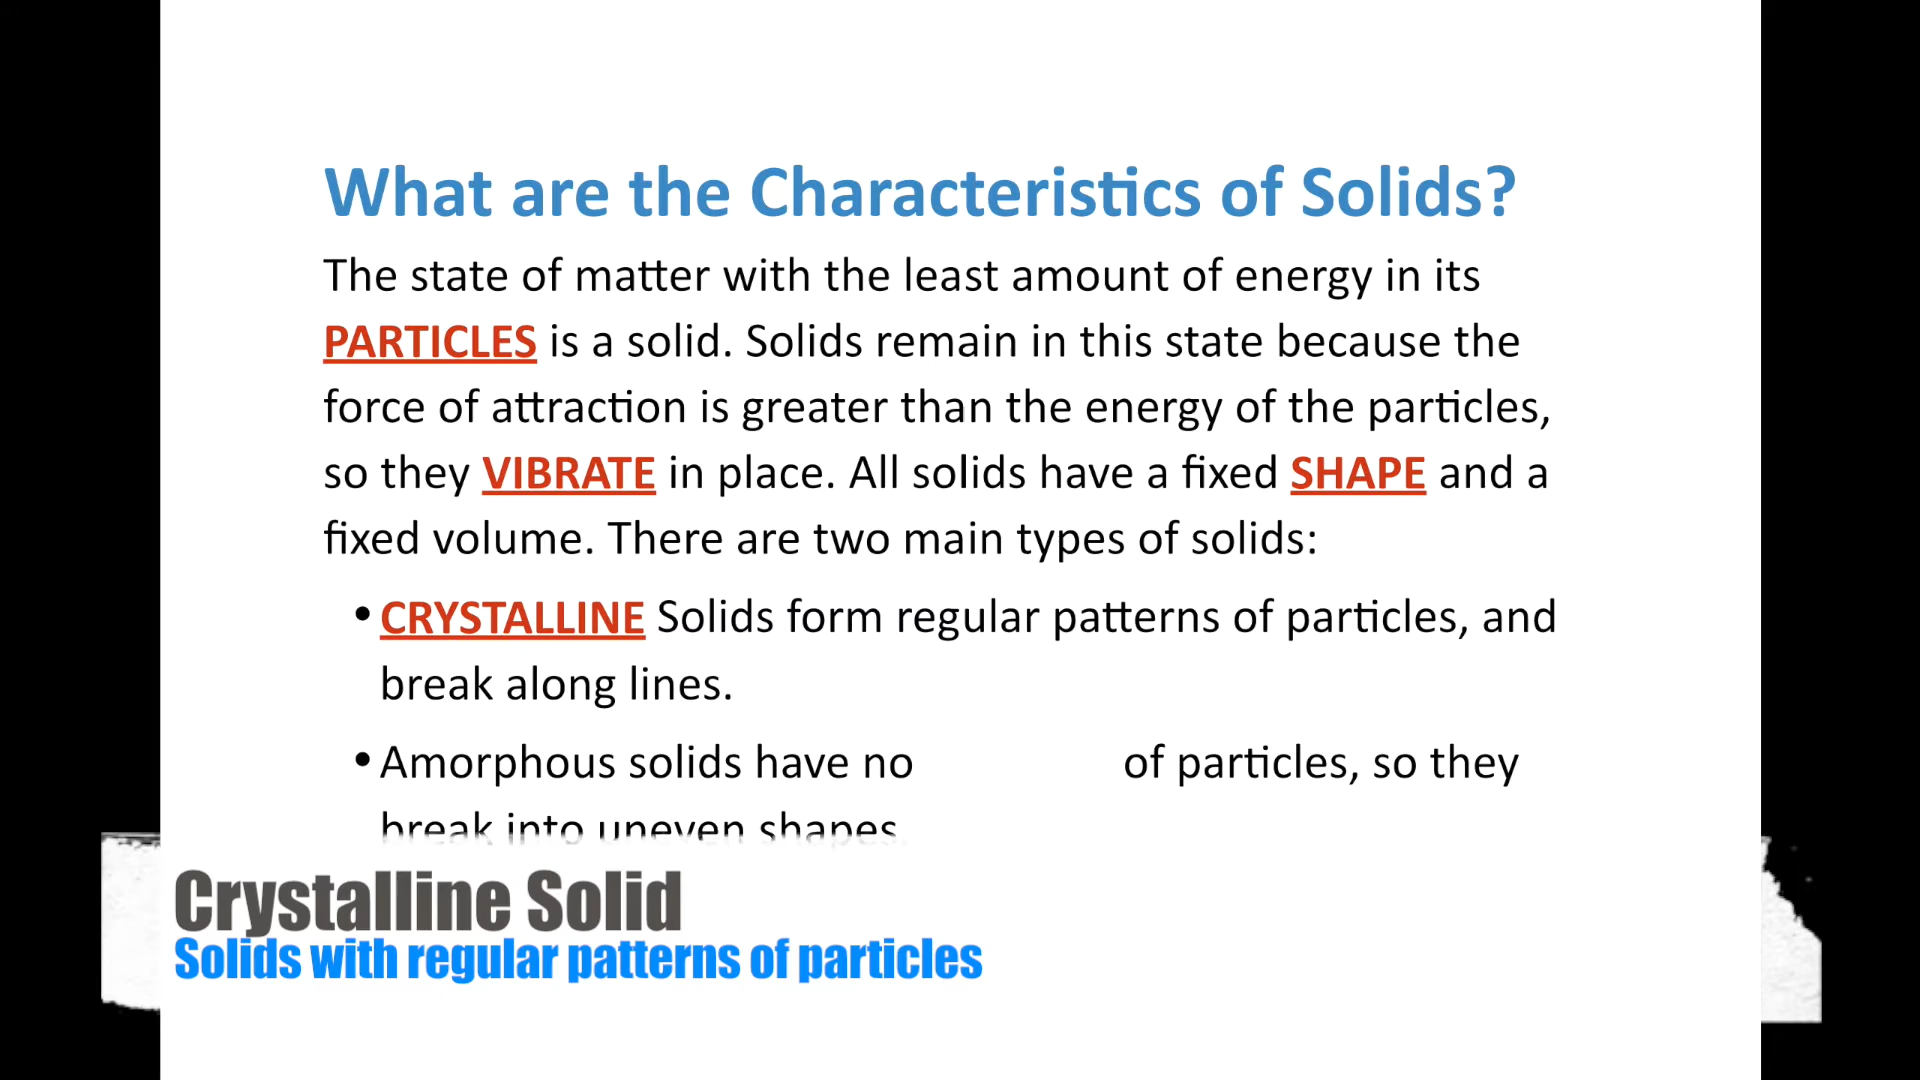 What are the Characteristics of Solids?
The state of matter with the least amount of energy in its
PARTICLES is a solid. Solids remain in this state because the
force of attraction is greater than the energy of the particles,
so they VIBRATE in place. All solids have a fixed SHAPE and a
fixed volume. There are two main types of solids:
• CRYSTALLINE Solids form regular patterns of particles, and
break along lines.
• Amorphous solids have no of particles, so they
break into uneven shapes.
Crystalline Solid
Solids with regular patterns of particles